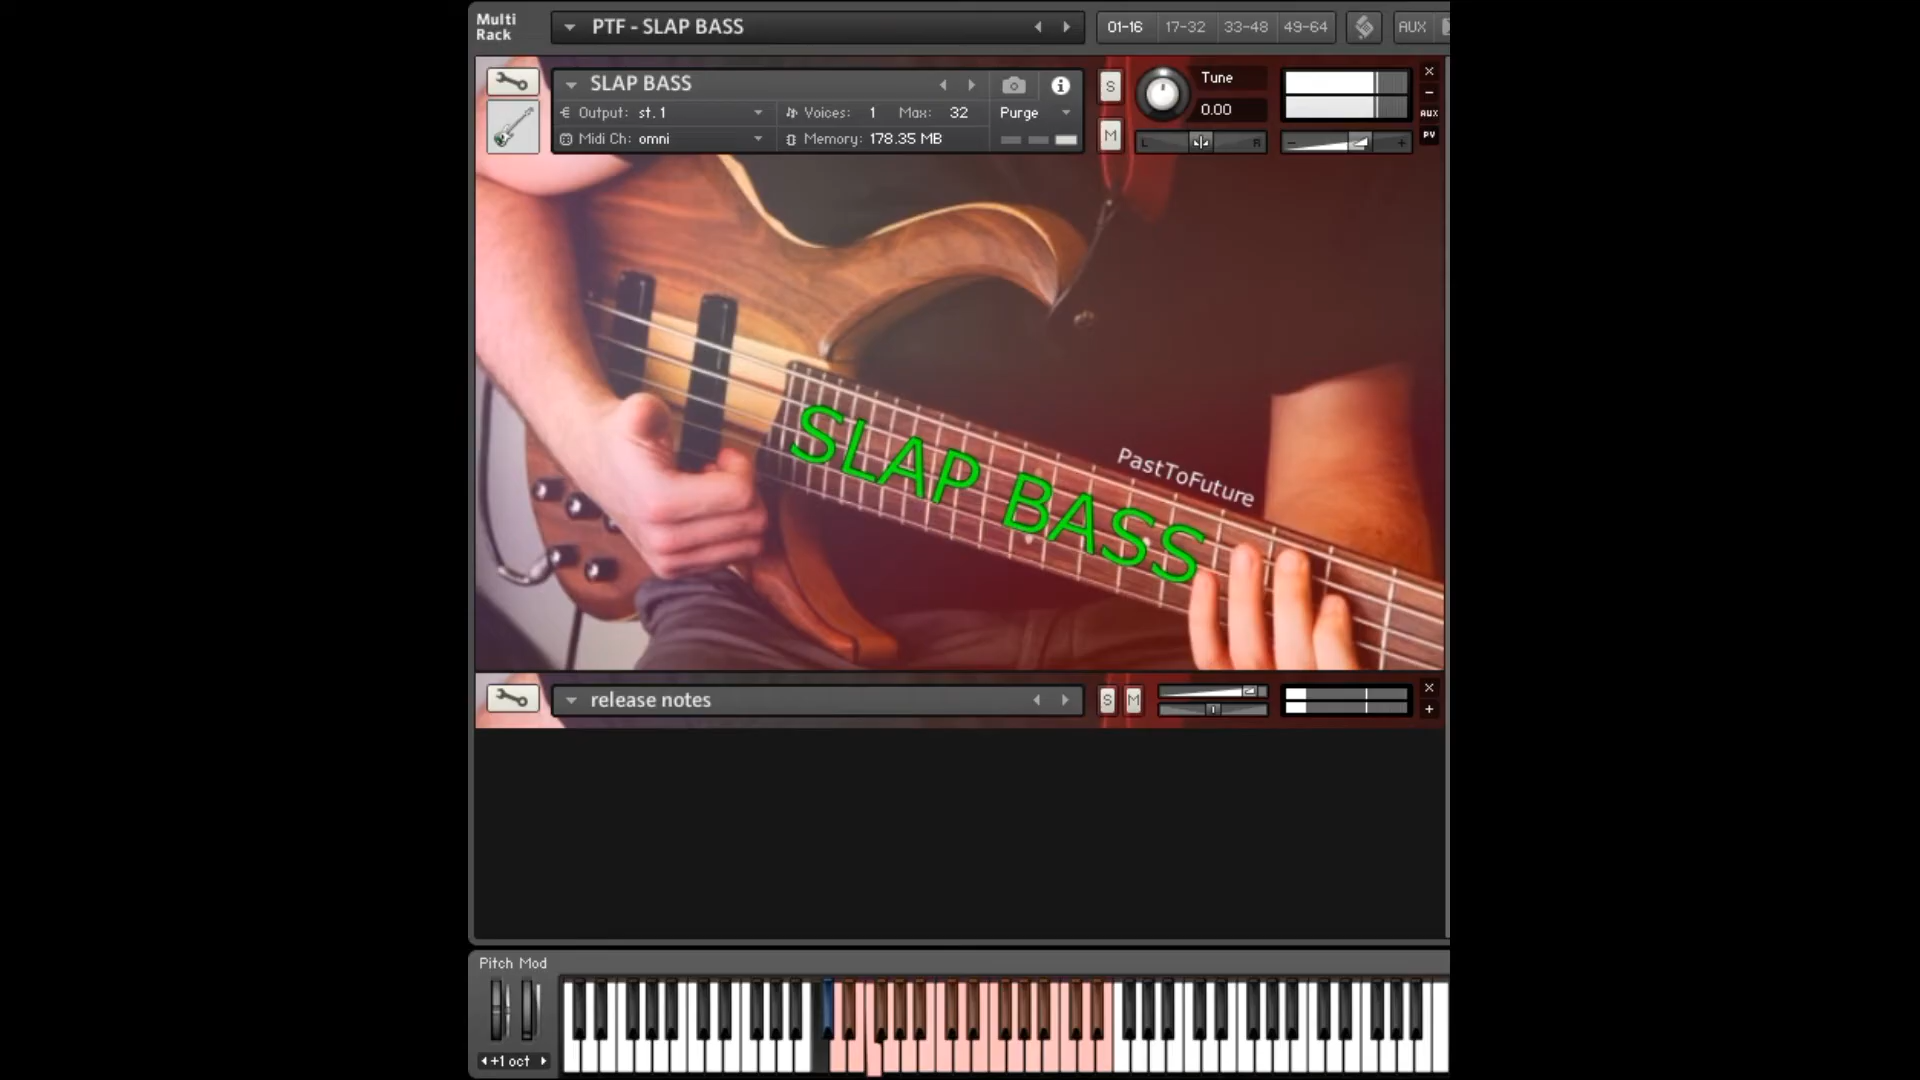 Multi Rack
PTF - SLAP BASS
01-16 17-32 33-48 49-64 AUX
SLAP BASS
Output: st. 1 Voices: 1 Max: 32 Purge
Midi Ch: omni Memory: 178.35 MB
S
M
Tune
0.00
L R
- +
AUX
PV
SLAP BASS
PastToFuture
release notes
S M
Pitch Mod
+1 oct